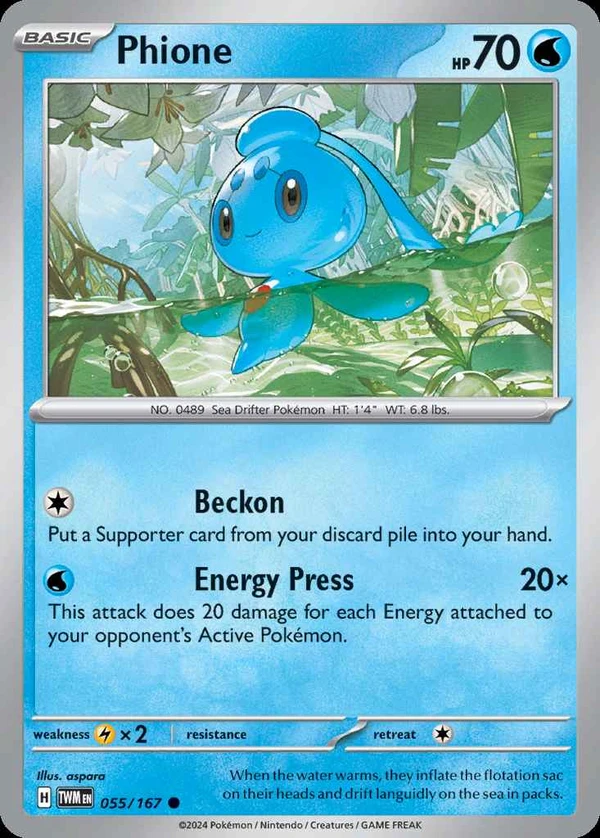 BASIC
Phione
HP 70
NO. 0489 Sea Drifter Pokémon HT: 1'4" WT: 6.8 lbs.
Beckon
Put a Supporter card from your discard pile into your hand.
Energy Press 20×
This attack does 20 damage for each Energy attached to
your opponent's Active Pokémon.
weakness ×2 resistance retreat
Illus. aspara
When the water warms, they inflate the flotation sac
H TWM EN 055/167
on their heads and drift languidly on the sea in packs.
©2024 Pokémon / Nintendo / Creatures / GAME FREAK